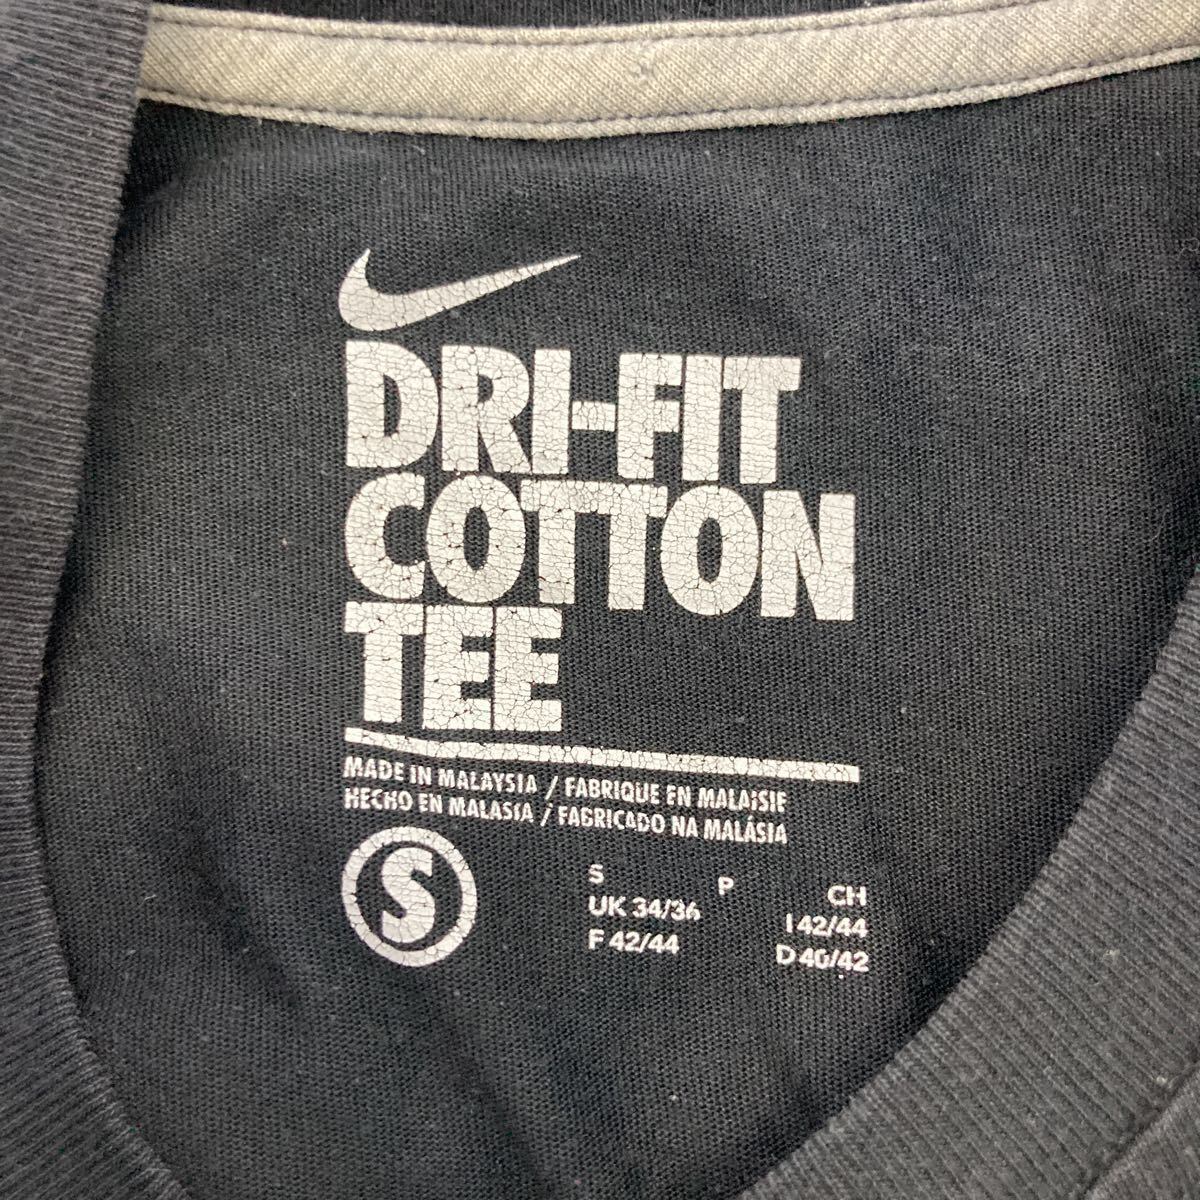 DRI-FIT
COTTON
TEE
MADE IN MALAYSIA / FABRIQUE EN MALAISIE
HECHO EN MALASIA / FABRICADO NA MALÁSIA
S
S P CH
UK 34/36 I 42/44
F 42/44 D 40/42